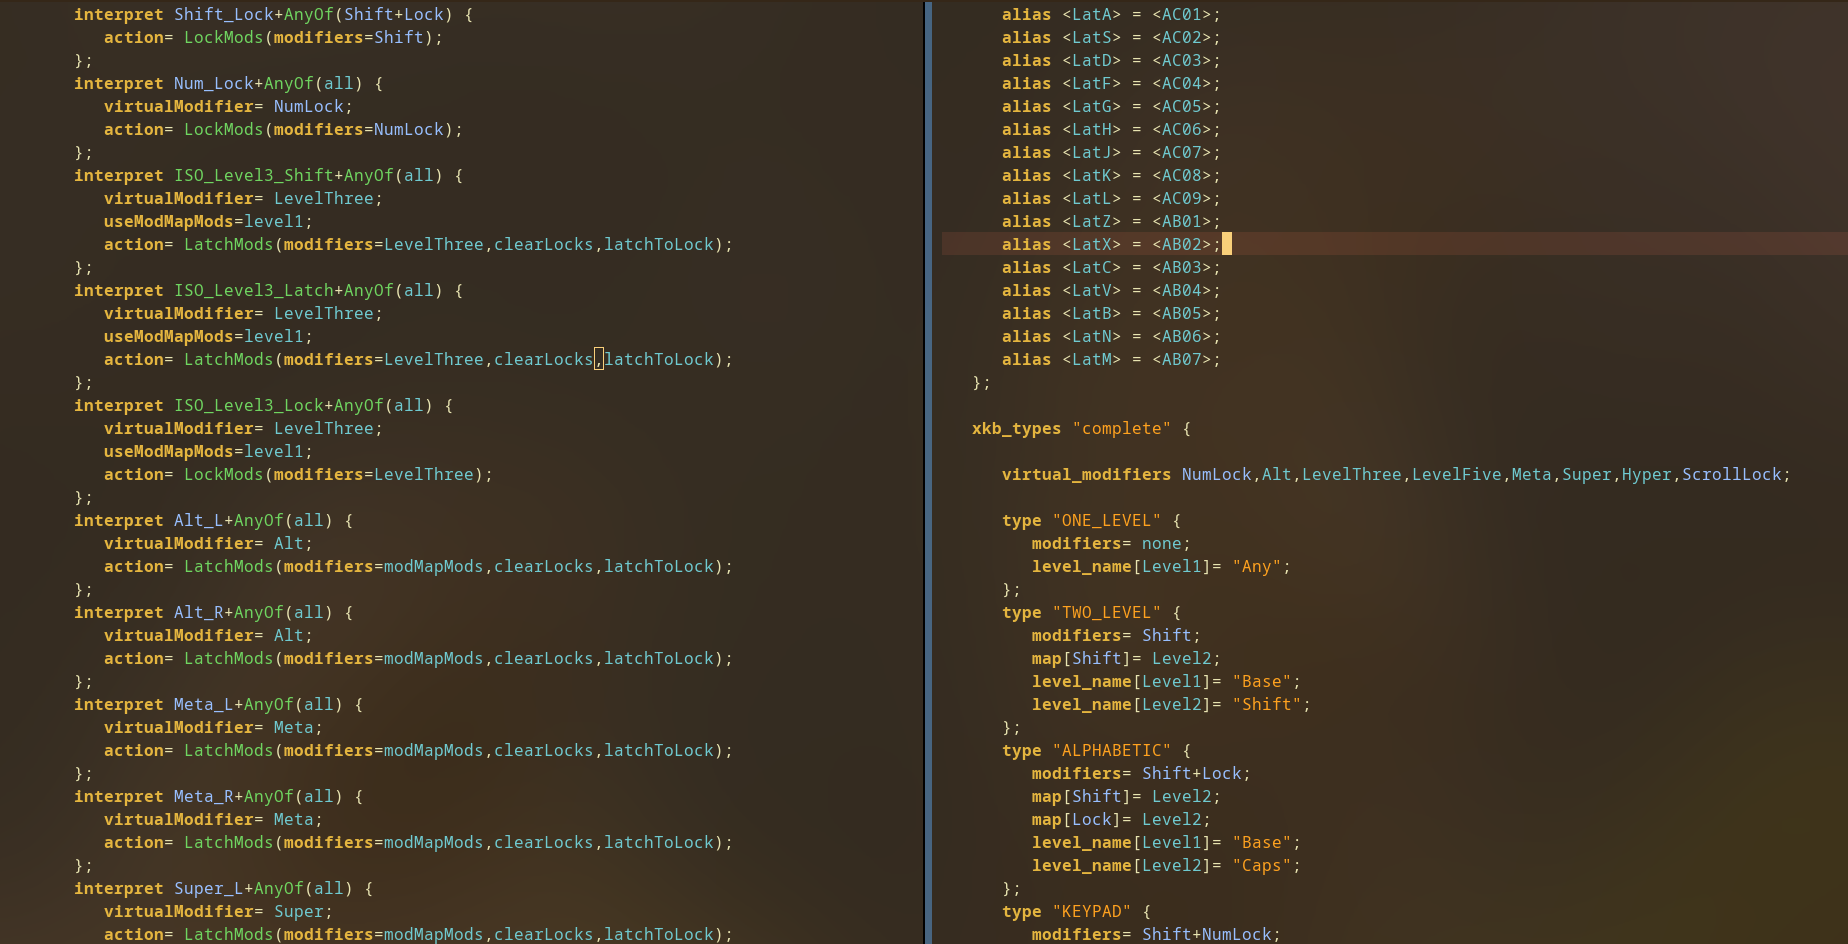 interpret Shift_Lock+AnyOf(Shift+Lock) {
action= LockMods(modifiers=Shift);
};
interpret Num_Lock+AnyOf(all) {
virtualModifier= NumLock;
action= LockMods(modifiers=NumLock);
};
interpret ISO_Level3_Shift+AnyOf(all) {
virtualModifier= LevelThree;
useModMapMods=level1;
action= LatchMods(modifiers=LevelThree,clearLocks,latchToLock);
};
interpret ISO_Level3_Latch+AnyOf(all) {
virtualModifier= LevelThree;
useModMapMods=level1;
action= LatchMods(modifiers=LevelThree,clearLocks,latchToLock);
};
interpret ISO_Level3_Lock+AnyOf(all) {
virtualModifier= LevelThree;
useModMapMods=level1;
action= LockMods(modifiers=LevelThree);
};
interpret Alt_L+AnyOf(all) {
virtualModifier= Alt;
action= LatchMods(modifiers=modMapMods,clearLocks,latchToLock);
};
interpret Alt_R+AnyOf(all) {
virtualModifier= Alt;
action= LatchMods(modifiers=modMapMods,clearLocks,latchToLock);
};
interpret Meta_L+AnyOf(all) {
virtualModifier= Meta;
action= LatchMods(modifiers=modMapMods,clearLocks,latchToLock);
};
interpret Meta_R+AnyOf(all) {
virtualModifier= Meta;
action= LatchMods(modifiers=modMapMods,clearLocks,latchToLock);
};
interpret Super_L+AnyOf(all) {
virtualModifier= Super;
action= LatchMods(modifiers=modMapMods,clearLocks,latchToLock);
alias <LatA> = <AC01>;
alias <LatS> = <AC02>;
alias <LatD> = <AC03>;
alias <LatF> = <AC04>;
alias <LatG> = <AC05>;
alias <LatH> = <AC06>;
alias <LatJ> = <AC07>;
alias <LatK> = <AC08>;
alias <LatL> = <AC09>;
alias <LatZ> = <AB01>;
alias <LatX> = <AB02>;
alias <LatC> = <AB03>;
alias <LatV> = <AB04>;
alias <LatB> = <AB05>;
alias <LatN> = <AB06>;
alias <LatM> = <AB07>;
};
xkb_types "complete" {
virtual_modifiers NumLock,Alt,LevelThree,LevelFive,Meta,Super,Hyper,ScrollLock;
type "ONE_LEVEL" {
modifiers= none;
level_name[Level1]= "Any";
};
type "TWO_LEVEL" {
modifiers= Shift;
map[Shift]= Level2;
level_name[Level1]= "Base";
level_name[Level2]= "Shift";
};
type "ALPHABETIC" {
modifiers= Shift+Lock;
map[Shift]= Level2;
map[Lock]= Level2;
level_name[Level1]= "Base";
level_name[Level2]= "Caps";
};
type "KEYPAD" {
modifiers= Shift+NumLock;